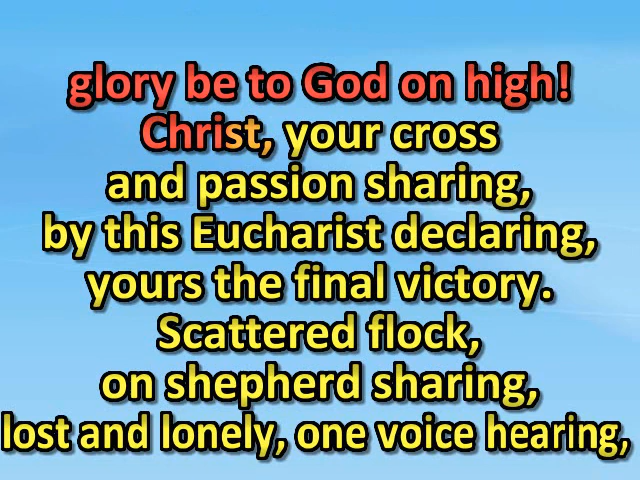 glory be to God on high!
Christ, your cross
and passion sharing,
by this Eucharist declaring,
yours the final victory.
Scattered flock,
on shepherd sharing,
lost and lonely, one voice hearing,